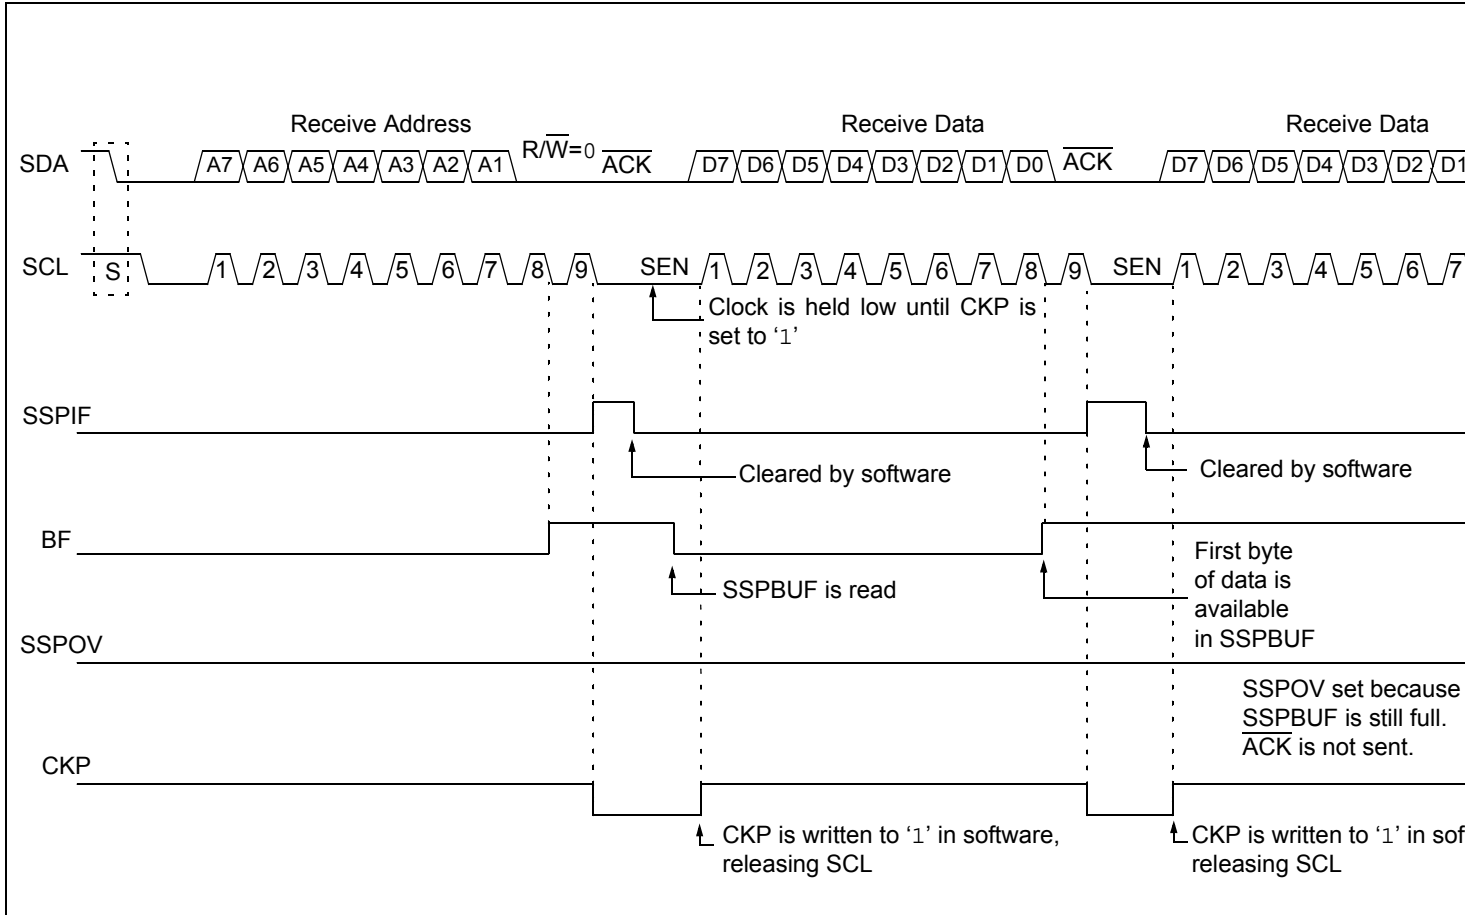 Receive Address Receive Data Receive Data
SDA A7 A6 A5 A4 A3 A2 A1 R/W=0 ACK D7 D6 D5 D4 D3 D2 D1 D0 ACK D7 D6 D5 D4 D3 D2 D1
SCL S 1 2 3 4 5 6 7 8 9 SEN 1 2 3 4 5 6 7 8 9 SEN 1 2 3 4 5 6 7
Clock is held low until CKP is
set to ‘1’
SSPIF
Cleared by software Cleared by software
BF
First byte
of data is
available
in SSPBUF
SSPBUF is read
SSPOV
SSPOV set because
SSPBUF is still full.
ACK is not sent.
CKP
CKP is written to ‘1’ in software,
releasing SCL
CKP is written to ‘1’ in sof
releasing SCL